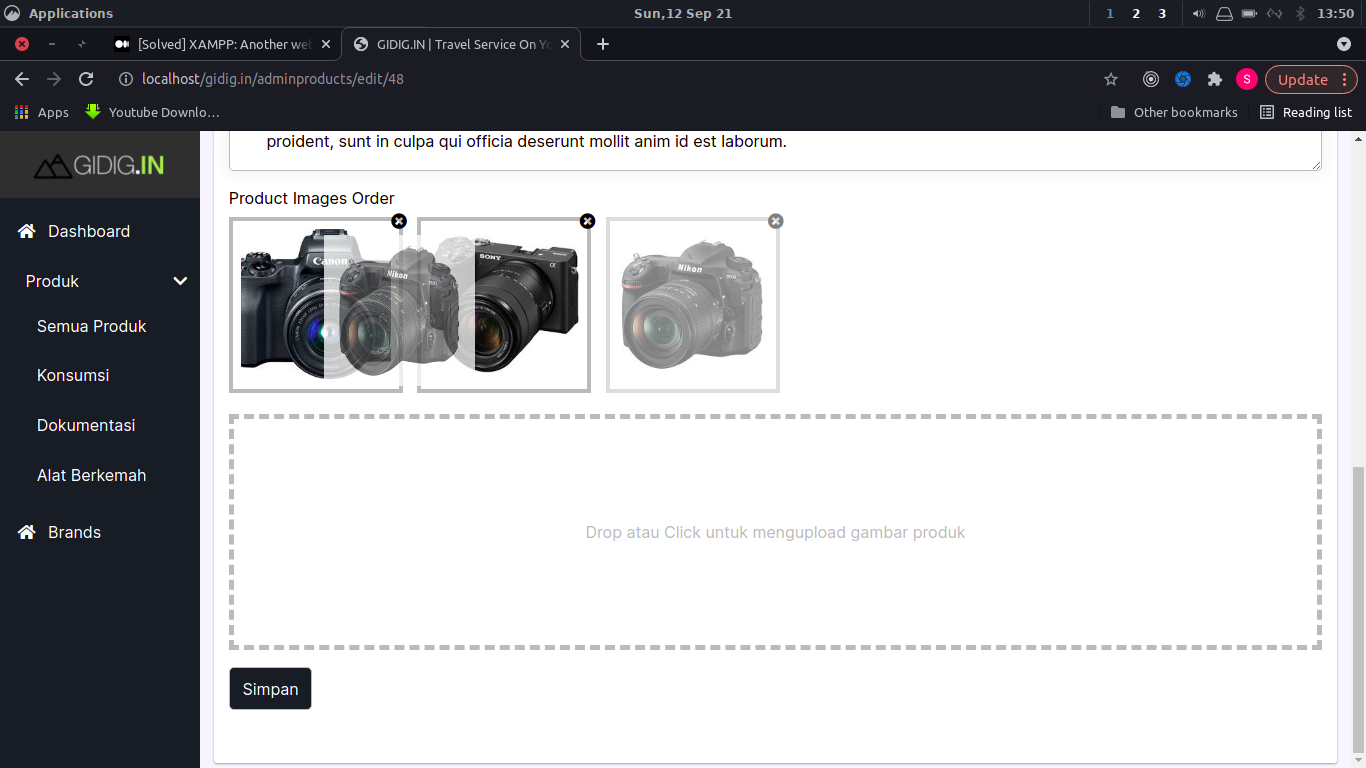 Applications
Sun,12 Sep 21
1 2 3
13:50
[Solved] XAMPP: Another we
GIDIG.IN | Travel Service On Yo
localhost/gidig.in/adminproducts/edit/48
S
Update
Apps
Youtube Downlo...
Other bookmarks
Reading list
GIDIG.IN
proident, sunt in culpa qui officia deserunt mollit anim id est laborum.
Product Images Order
Canon
Nikon
SONY
α
Nikon
Dashboard
Produk
Semua Produk
Konsumsi
Dokumentasi
Alat Berkemah
Brands
Drop atau Click untuk mengupload gambar produk
Simpan